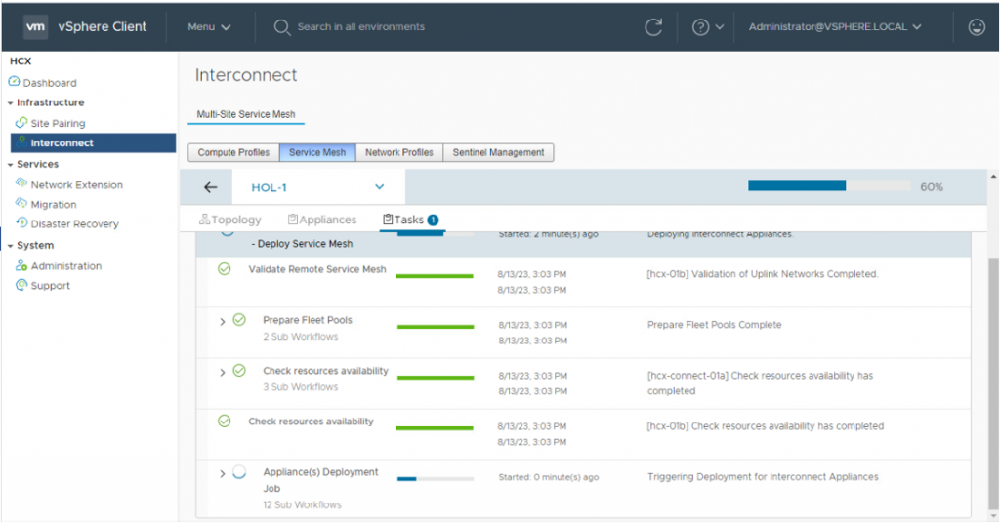 vm vSphere Client Menu Search in all environments Administrator@VSPHERE.LOCAL
HCX
Dashboard
Infrastructure
Site Pairing
Interconnect
Services
Network Extension
Migration
Disaster Recovery
System
Administration
Support
Interconnect
Multi-Site Service Mesh
Compute Profiles Service Mesh Network Profiles Sentinel Management
HOL-1 60%
Topology Appliances Tasks 1
- Deploy Service Mesh Started: 2 minute(s) ago Deploying Interconnect Appliances.
Validate Remote Service Mesh 8/13/23, 3:03 PM [hcx-01b] Validation of Uplink Networks Completed.
8/13/23, 3:03 PM
Prepare Fleet Pools 8/13/23, 3:03 PM Prepare Fleet Pools Complete
2 Sub Workflows 8/13/23, 3:03 PM
Check resources availability 8/13/23, 3:03 PM [hcx-connect-01a] Check resources availability has
3 Sub Workflows 8/13/23, 3:03 PM completed
Check resources availability 8/13/23, 3:03 PM [hcx-01b] Check resources availability has completed
8/13/23, 3:03 PM
Appliance(s) Deployment Started: 0 minute(s) ago Triggering Deployment for Interconnect Appliances
Job
12 Sub Workflows